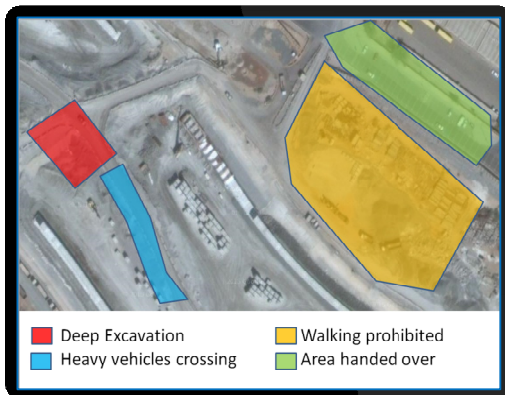 Deep Excavation
Walking prohibited
Heavy vehicles crossing
Area handed over